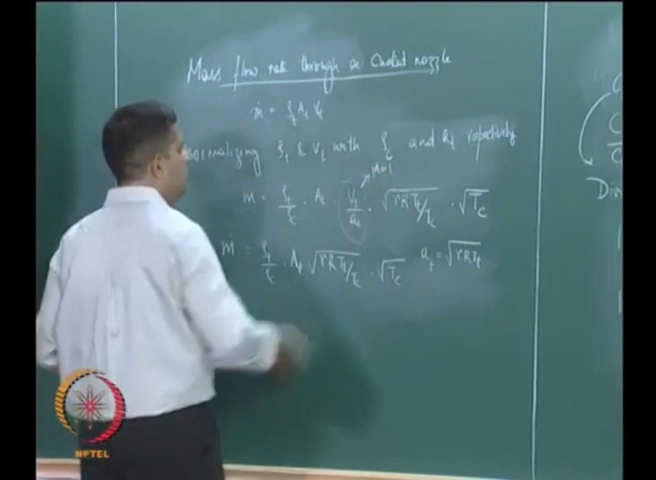 Mass flow rate through a Choked nozzle
ṁ = ρt At Vt
Normalizing ρt & Vt with ρc and at respectively
M=1
ṁ = ρt/ρc . At . Vt/at . √(γRTt/Tc) . √Tc
ṁ = ρt/ρc . At √(γRTt/Tc) . √Tc at = √(γRTt)
NPTEL